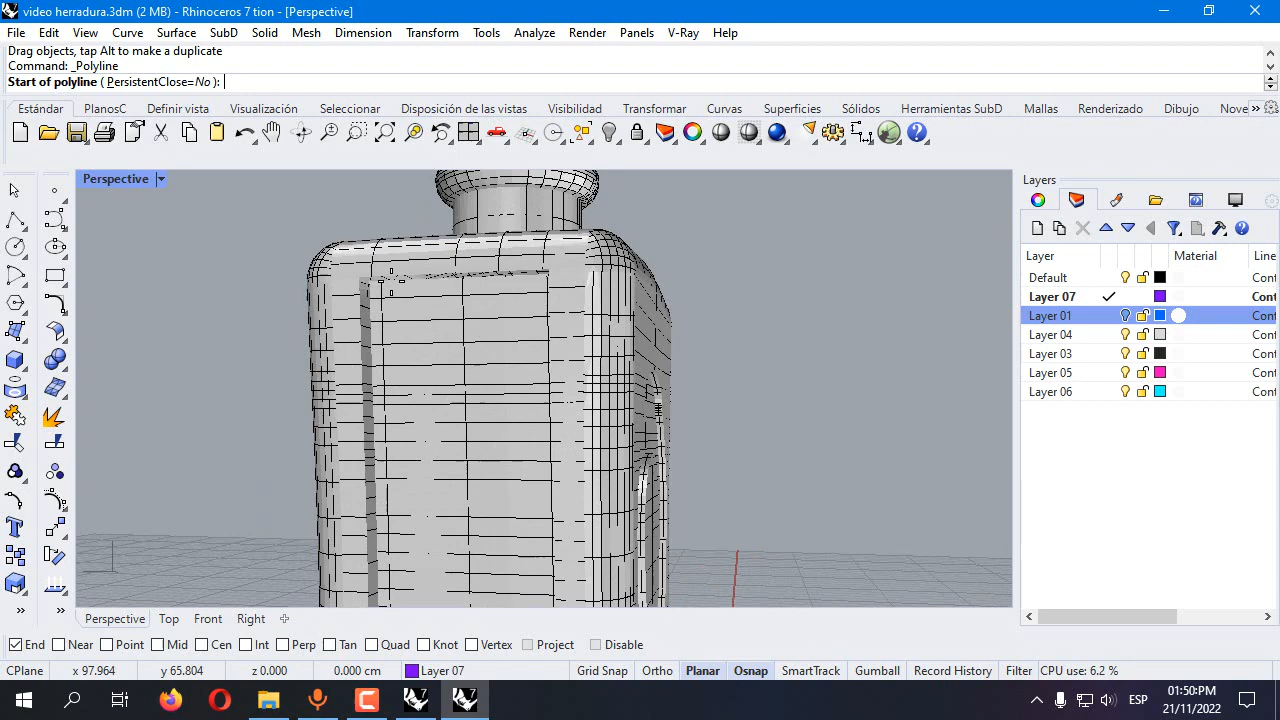 video herradura.3dm (2 MB) - Rhinoceros 7 tion - [Perspective]
File Edit View Curve Surface SubD Solid Mesh Dimension Transform Tools Analyze Render Panels V-Ray Help
Drag objects, tap Alt to make a duplicate
Command: _Polyline
Start of polyline ( PersistentClose=No ):
Estándar PlanosC Definir vista Visualización Seleccionar Disposición de las vistas Visibilidad Transformar Curvas Superficies Sólidos Herramientas SubD Mallas Renderizado Dibujo Nove »
Perspective
Layers
Layer Material Line
Default Cont
Layer 07 Cont
Layer 01 Cont
Layer 04 Cont
Layer 03 Cont
Layer 05 Cont
Layer 06 Cont
Perspective Top Front Right
End Near Point Mid Cen Int Perp Tan Quad Knot Vertex Project Disable
CPlane x 97.964 y 65.804 z 0.000 0.000 cm Layer 07 Grid Snap Ortho Planar Osnap SmartTrack Gumball Record History Filter CPU use: 6.2 %
ESP
01:50:PM
21/11/2022